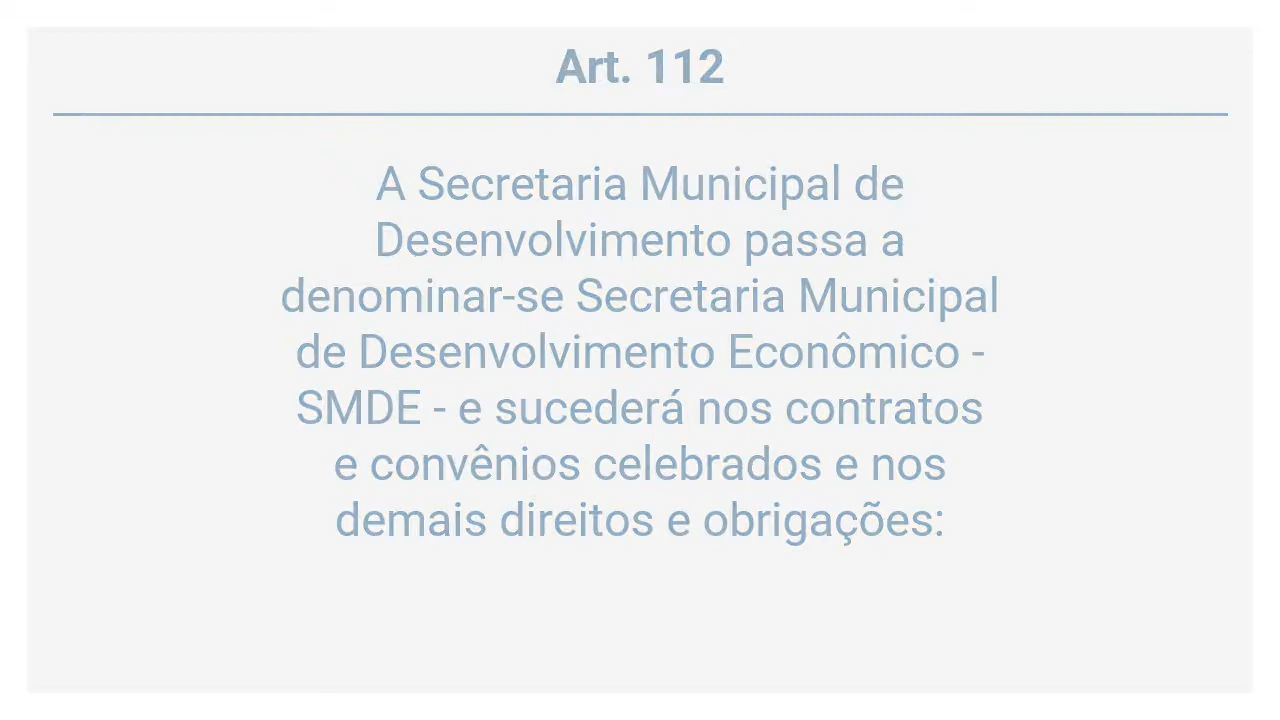 Art. 112
A Secretaria Municipal de
Desenvolvimento passa a
denominar-se Secretaria Municipal
de Desenvolvimento Econômico -
SMDE - e sucederá nos contratos
e convênios celebrados e nos
demais direitos e obrigações: